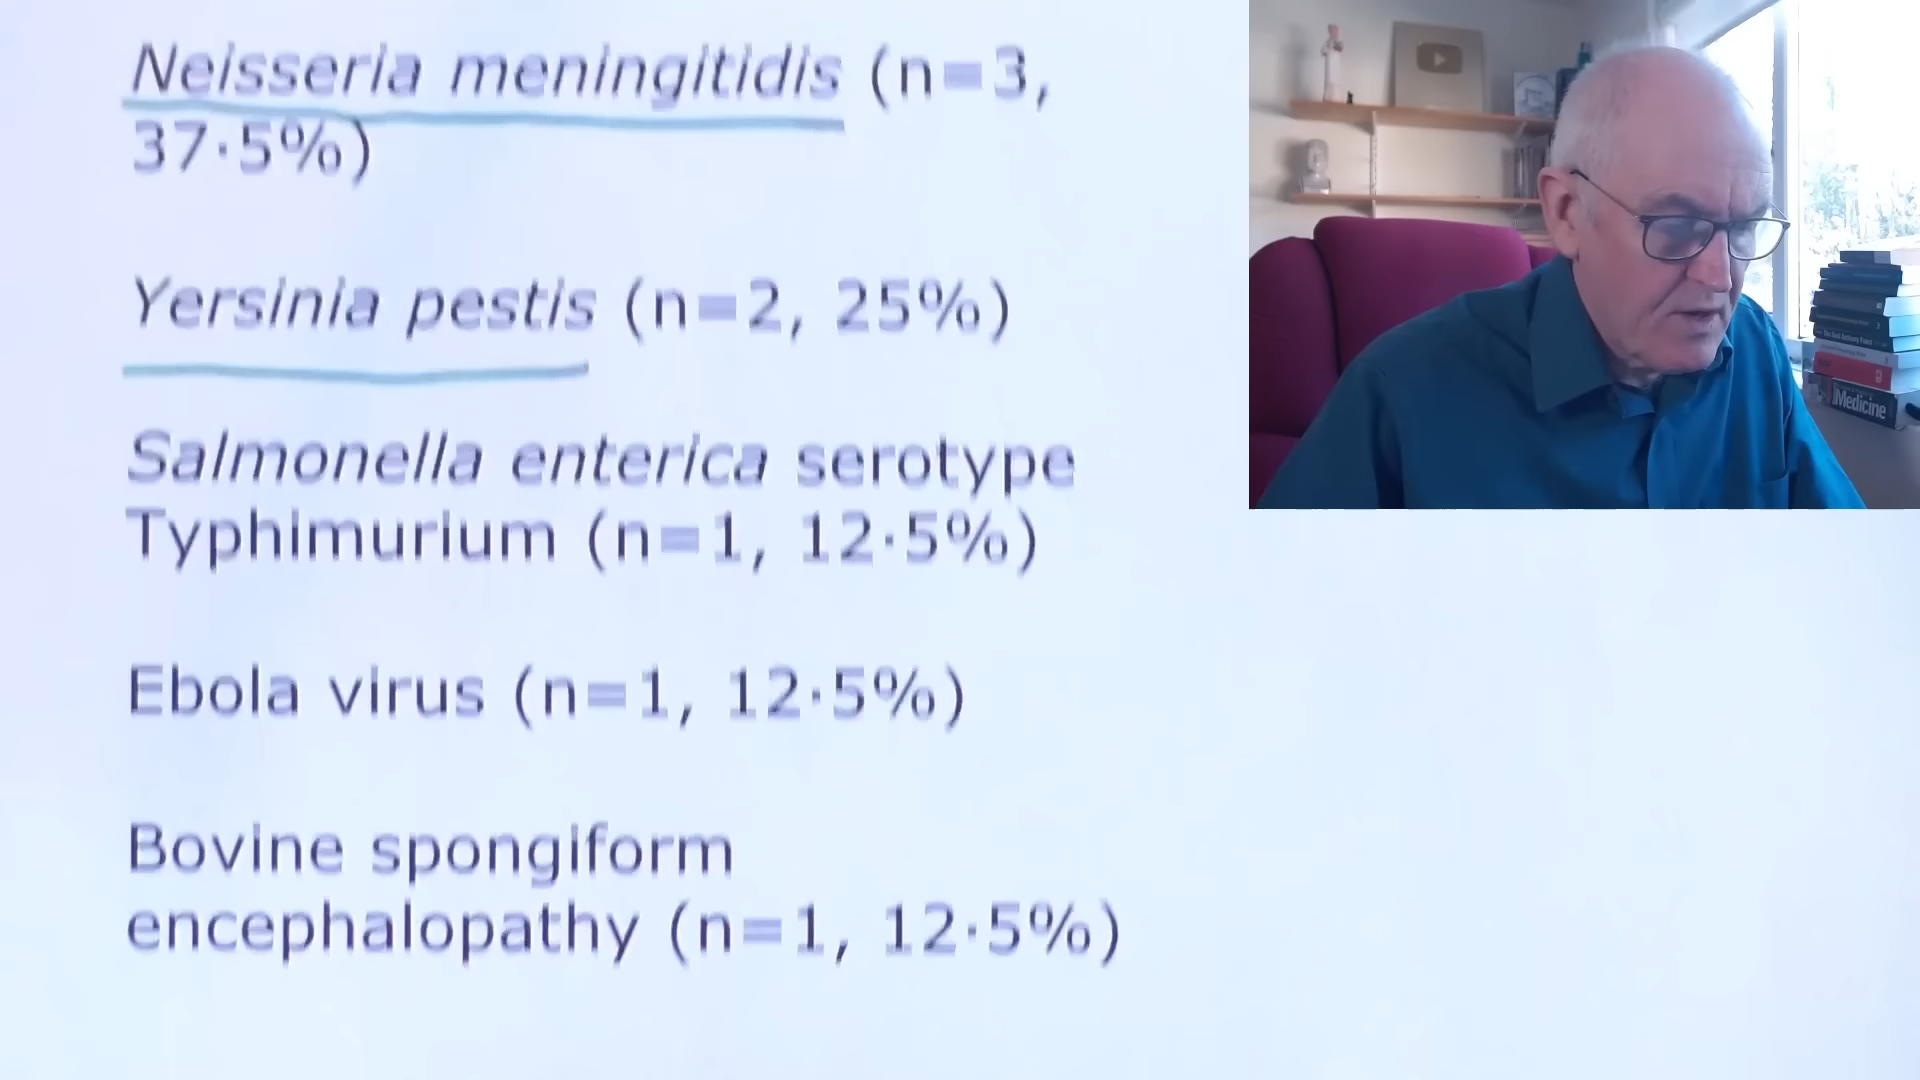 Neisseria meningitidis (n=3,
37·5%)
Yersinia pestis (n=2, 25%)
Salmonella enterica serotype
Typhimurium (n=1, 12·5%)
Ebola virus (n=1, 12·5%)
Bovine spongiform
encephalopathy (n=1, 12·5%)
Medicine